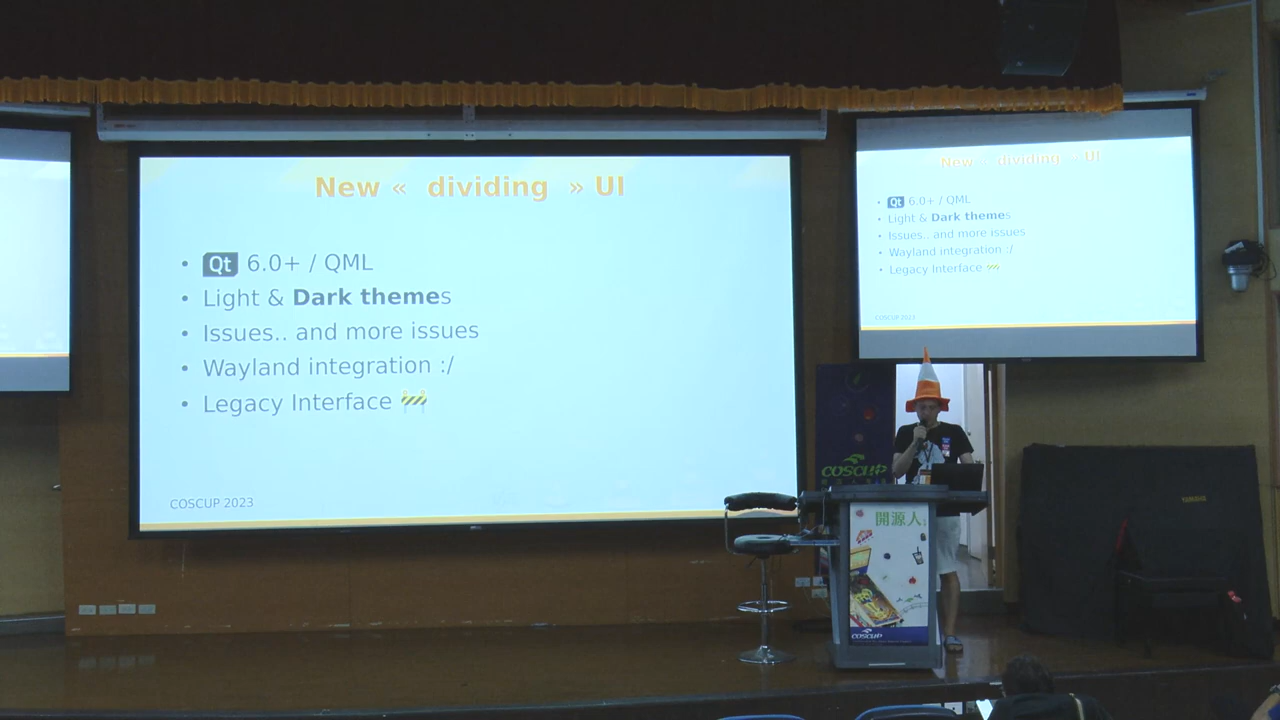 New «  dividing  » UI
• Qt 6.0+ / QML
• Light & Dark themes
• Issues.. and more issues
• Wayland integration :/
• Legacy Interface 🚧
COSCUP 2023
New «  dividing  » UI
• Qt 6.0+ / QML
• Light & Dark themes
• Issues.. and more issues
• Wayland integration :/
• Legacy Interface 🚧
COSCUP 2023
COSCUP
開源人
COSCUP
YAMAHA